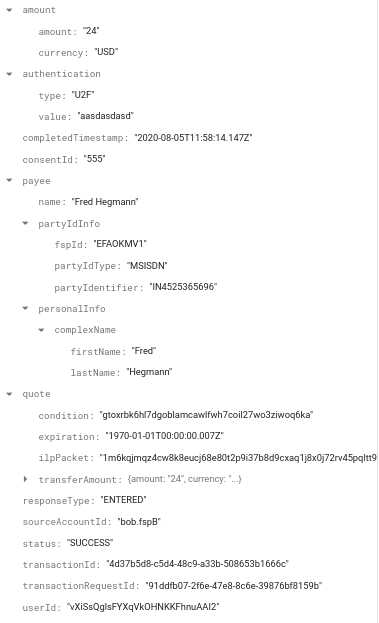 amount
amount: "24"
currency: "USD"
authentication
type: "U2F"
value: "aasdasdasd"
completedTimestamp: "2020-08-05T11:58:14.147Z"
consentId: "555"
payee
name: "Fred Hegmann"
partyIdInfo
fspId: "EFAOKMV1"
partyIdType: "MSISDN"
partyIdentifier: "IN4525365696"
personalInfo
complexName
firstName: "Fred"
lastName: "Hegmann"
quote
condition: "gtoxrbk6hl7dgoblamcawlfwh7coil27wo3ziwoq6ka"
expiration: "1970-01-01T00:00:00.007Z"
ilpPacket: "1m6kqjmqz4cw8k8eucj68e80t2p9i37b8d9cxaq1j8x0j72rv45pqltt9
transferAmount: {amount: "24", currency: "...}
responseType: "ENTERED"
sourceAccountId: "bob.fspB"
status: "SUCCESS"
transactionId: "4d37b5d8-c5d4-48c9-a33b-508653b1666c"
transactionRequestId: "91ddfb07-2f6e-47e8-8c6e-39876bf8159b"
userId: "vXiSsQglsFYXqVkOHNKKFhnuAAI2"